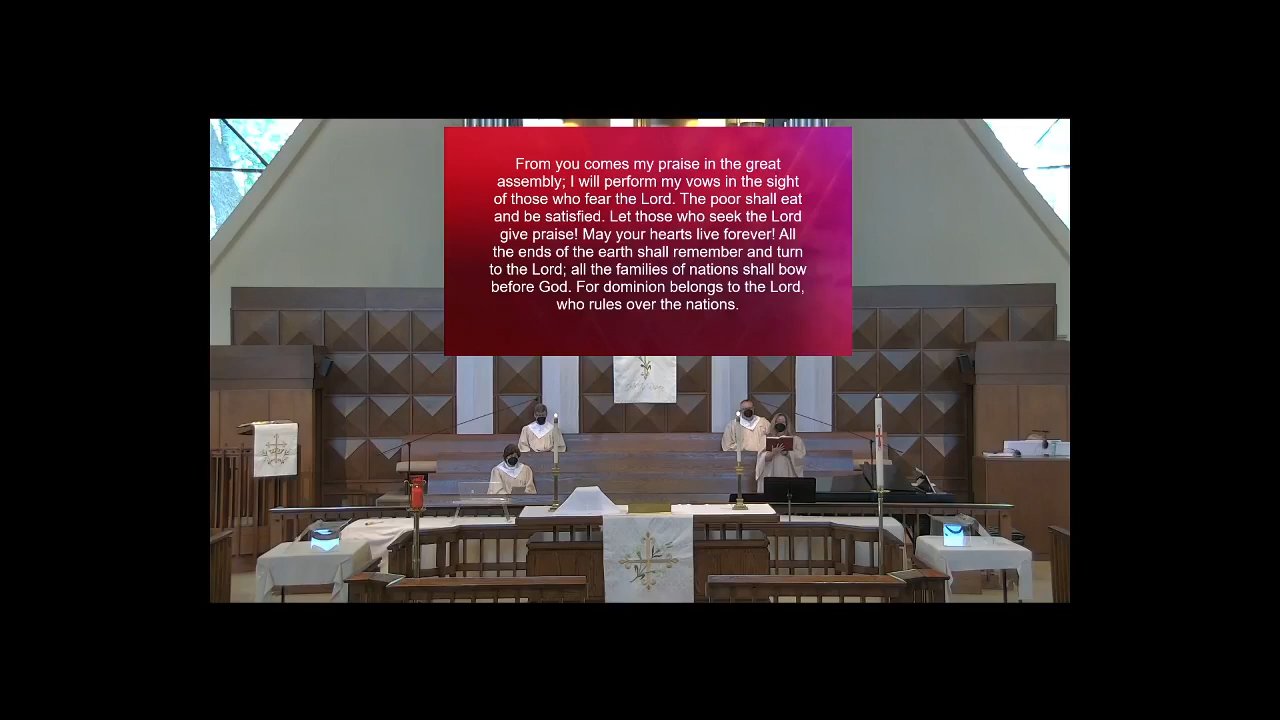 From you comes my praise in the great
assembly; I will perform my vows in the sight
of those who fear the Lord. The poor shall eat
and be satisfied. Let those who seek the Lord
give praise! May your hearts live forever! All
the ends of the earth shall remember and turn
to the Lord; all the families of nations shall bow
before God. For dominion belongs to the Lord,
who rules over the nations.